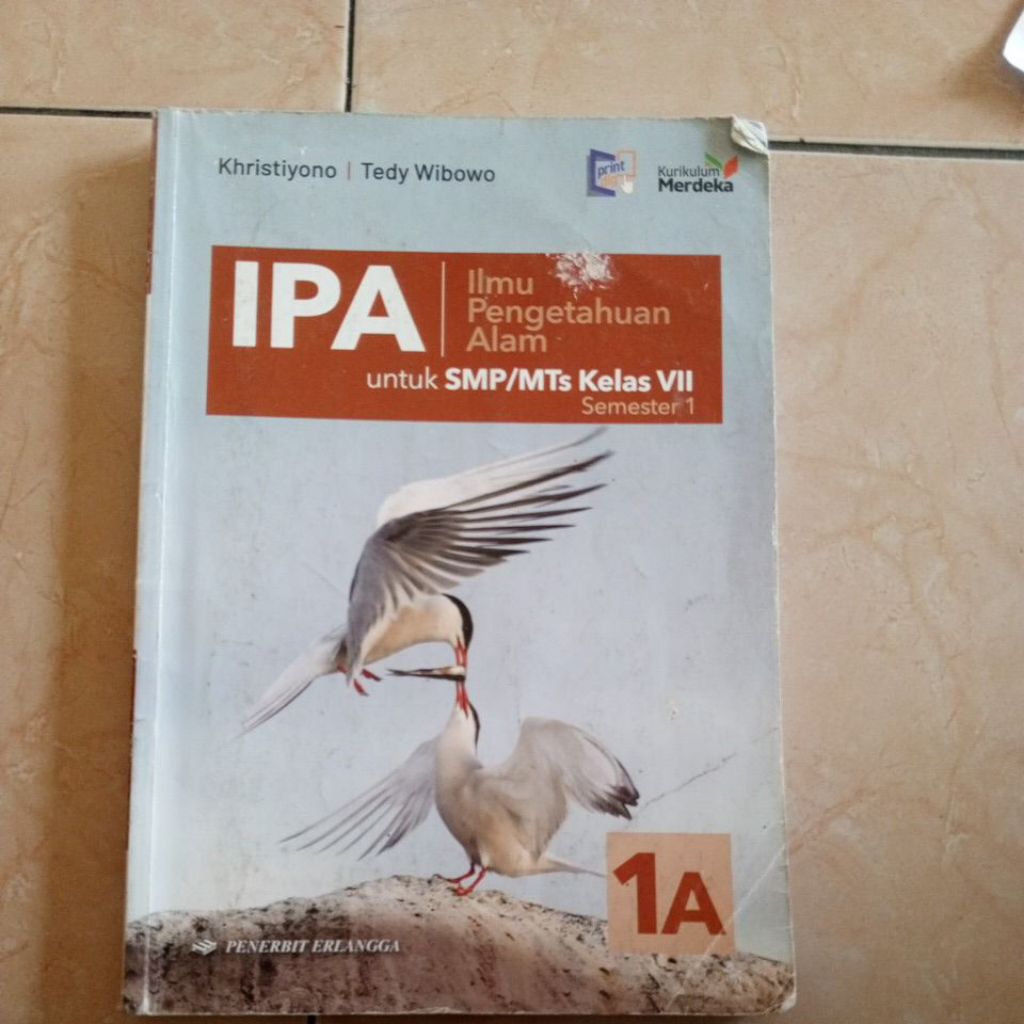 Khristiyono | Tedy Wibowo
print
Kurikulum
Merdeka
IPA
Ilmu
Pengetahuan
Alam
untuk SMP/MTs Kelas VII
Semester 1
1A
PENERBIT ERLANGGA